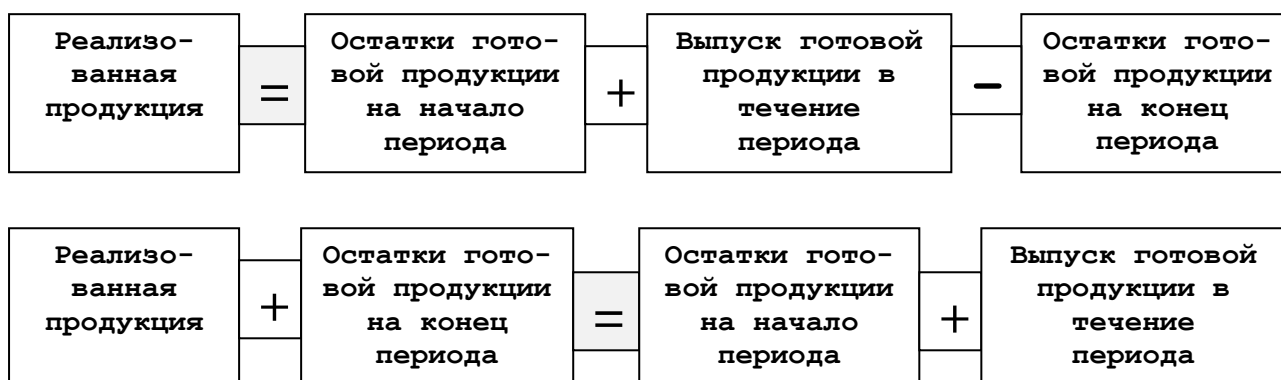 Реализо-
ванная
продукция
=
Остатки гото-
вой продукции
на начало
периода
+
Выпуск готовой
продукции в
течение
периода
-
Остатки гото-
вой продукции
на конец
периода
Реализо-
ванная
продукция
+
Остатки гото-
вой продукции
на конец
периода
=
Остатки гото-
вой продукции
на начало
периода
+
Выпуск готовой
продукции в
течение
периода